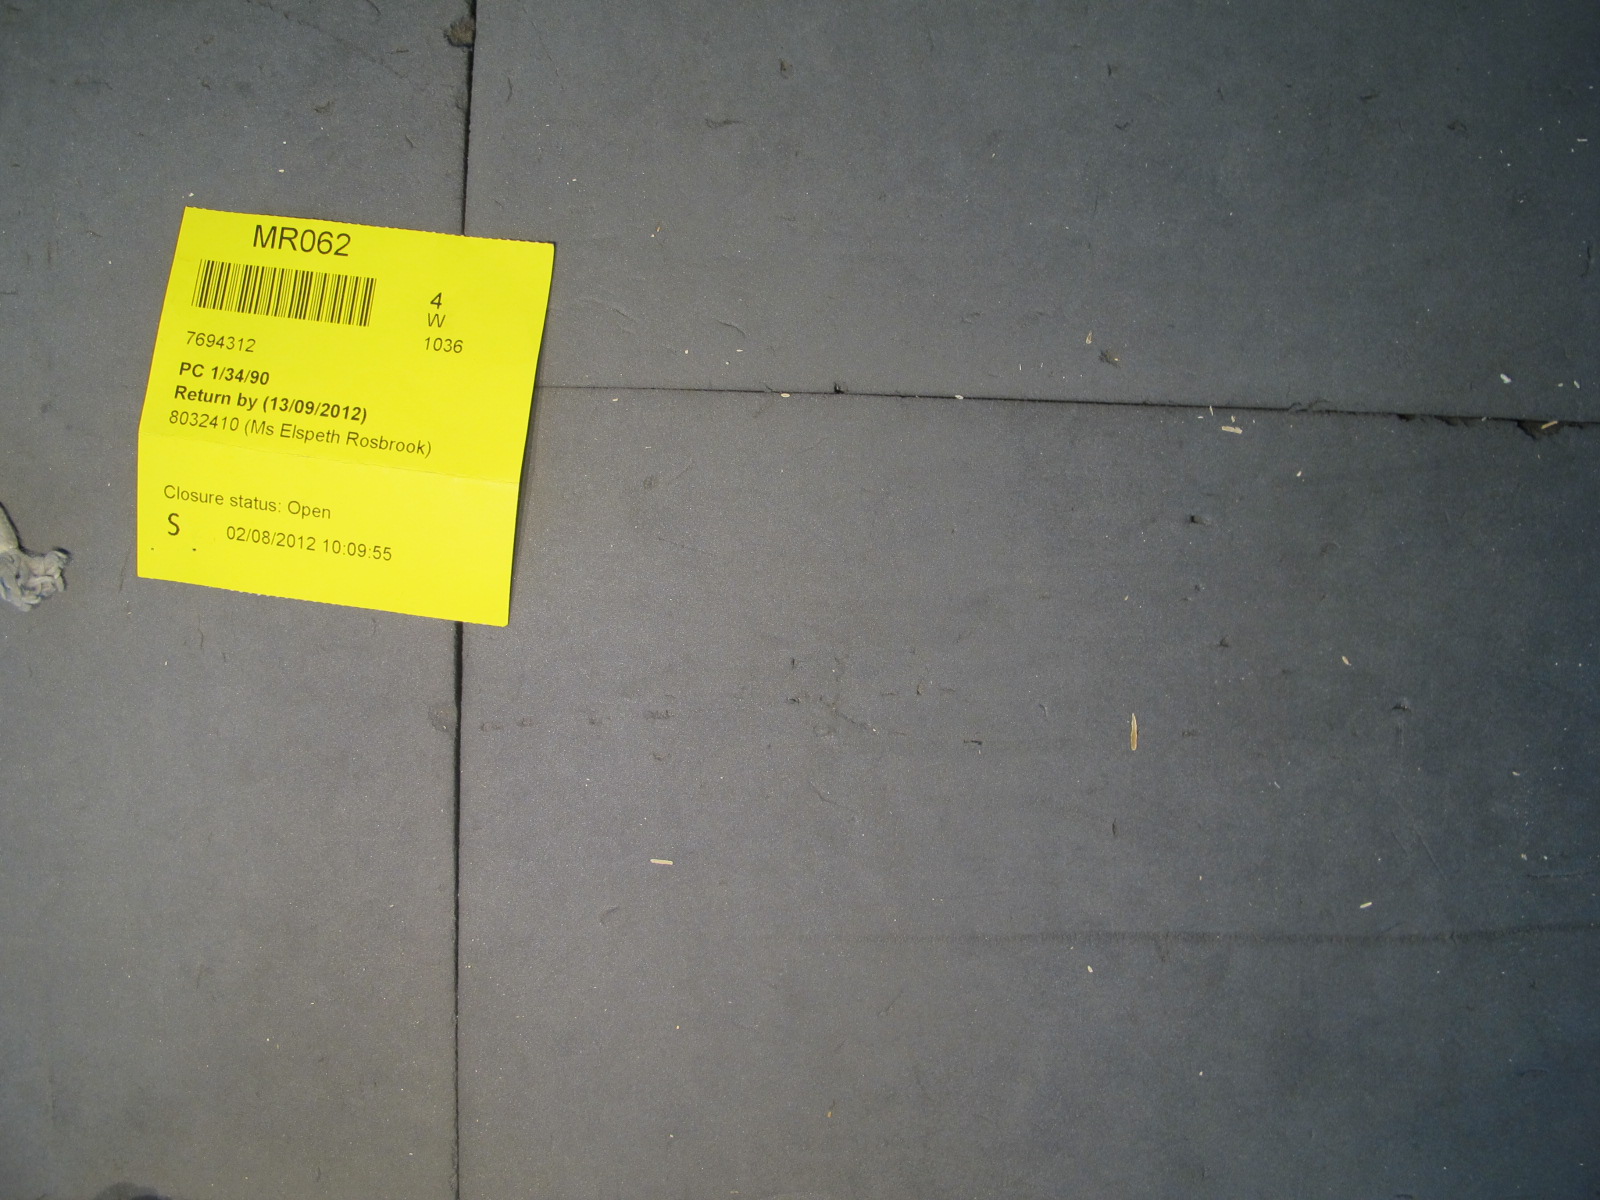 MR062
4
W
7694312
1036
PC 1/34/90
Return by (13/09/2012)
8032410 (Ms Elspeth Rosbrook)
Closure status: Open
S 02/08/2012 10:09:55